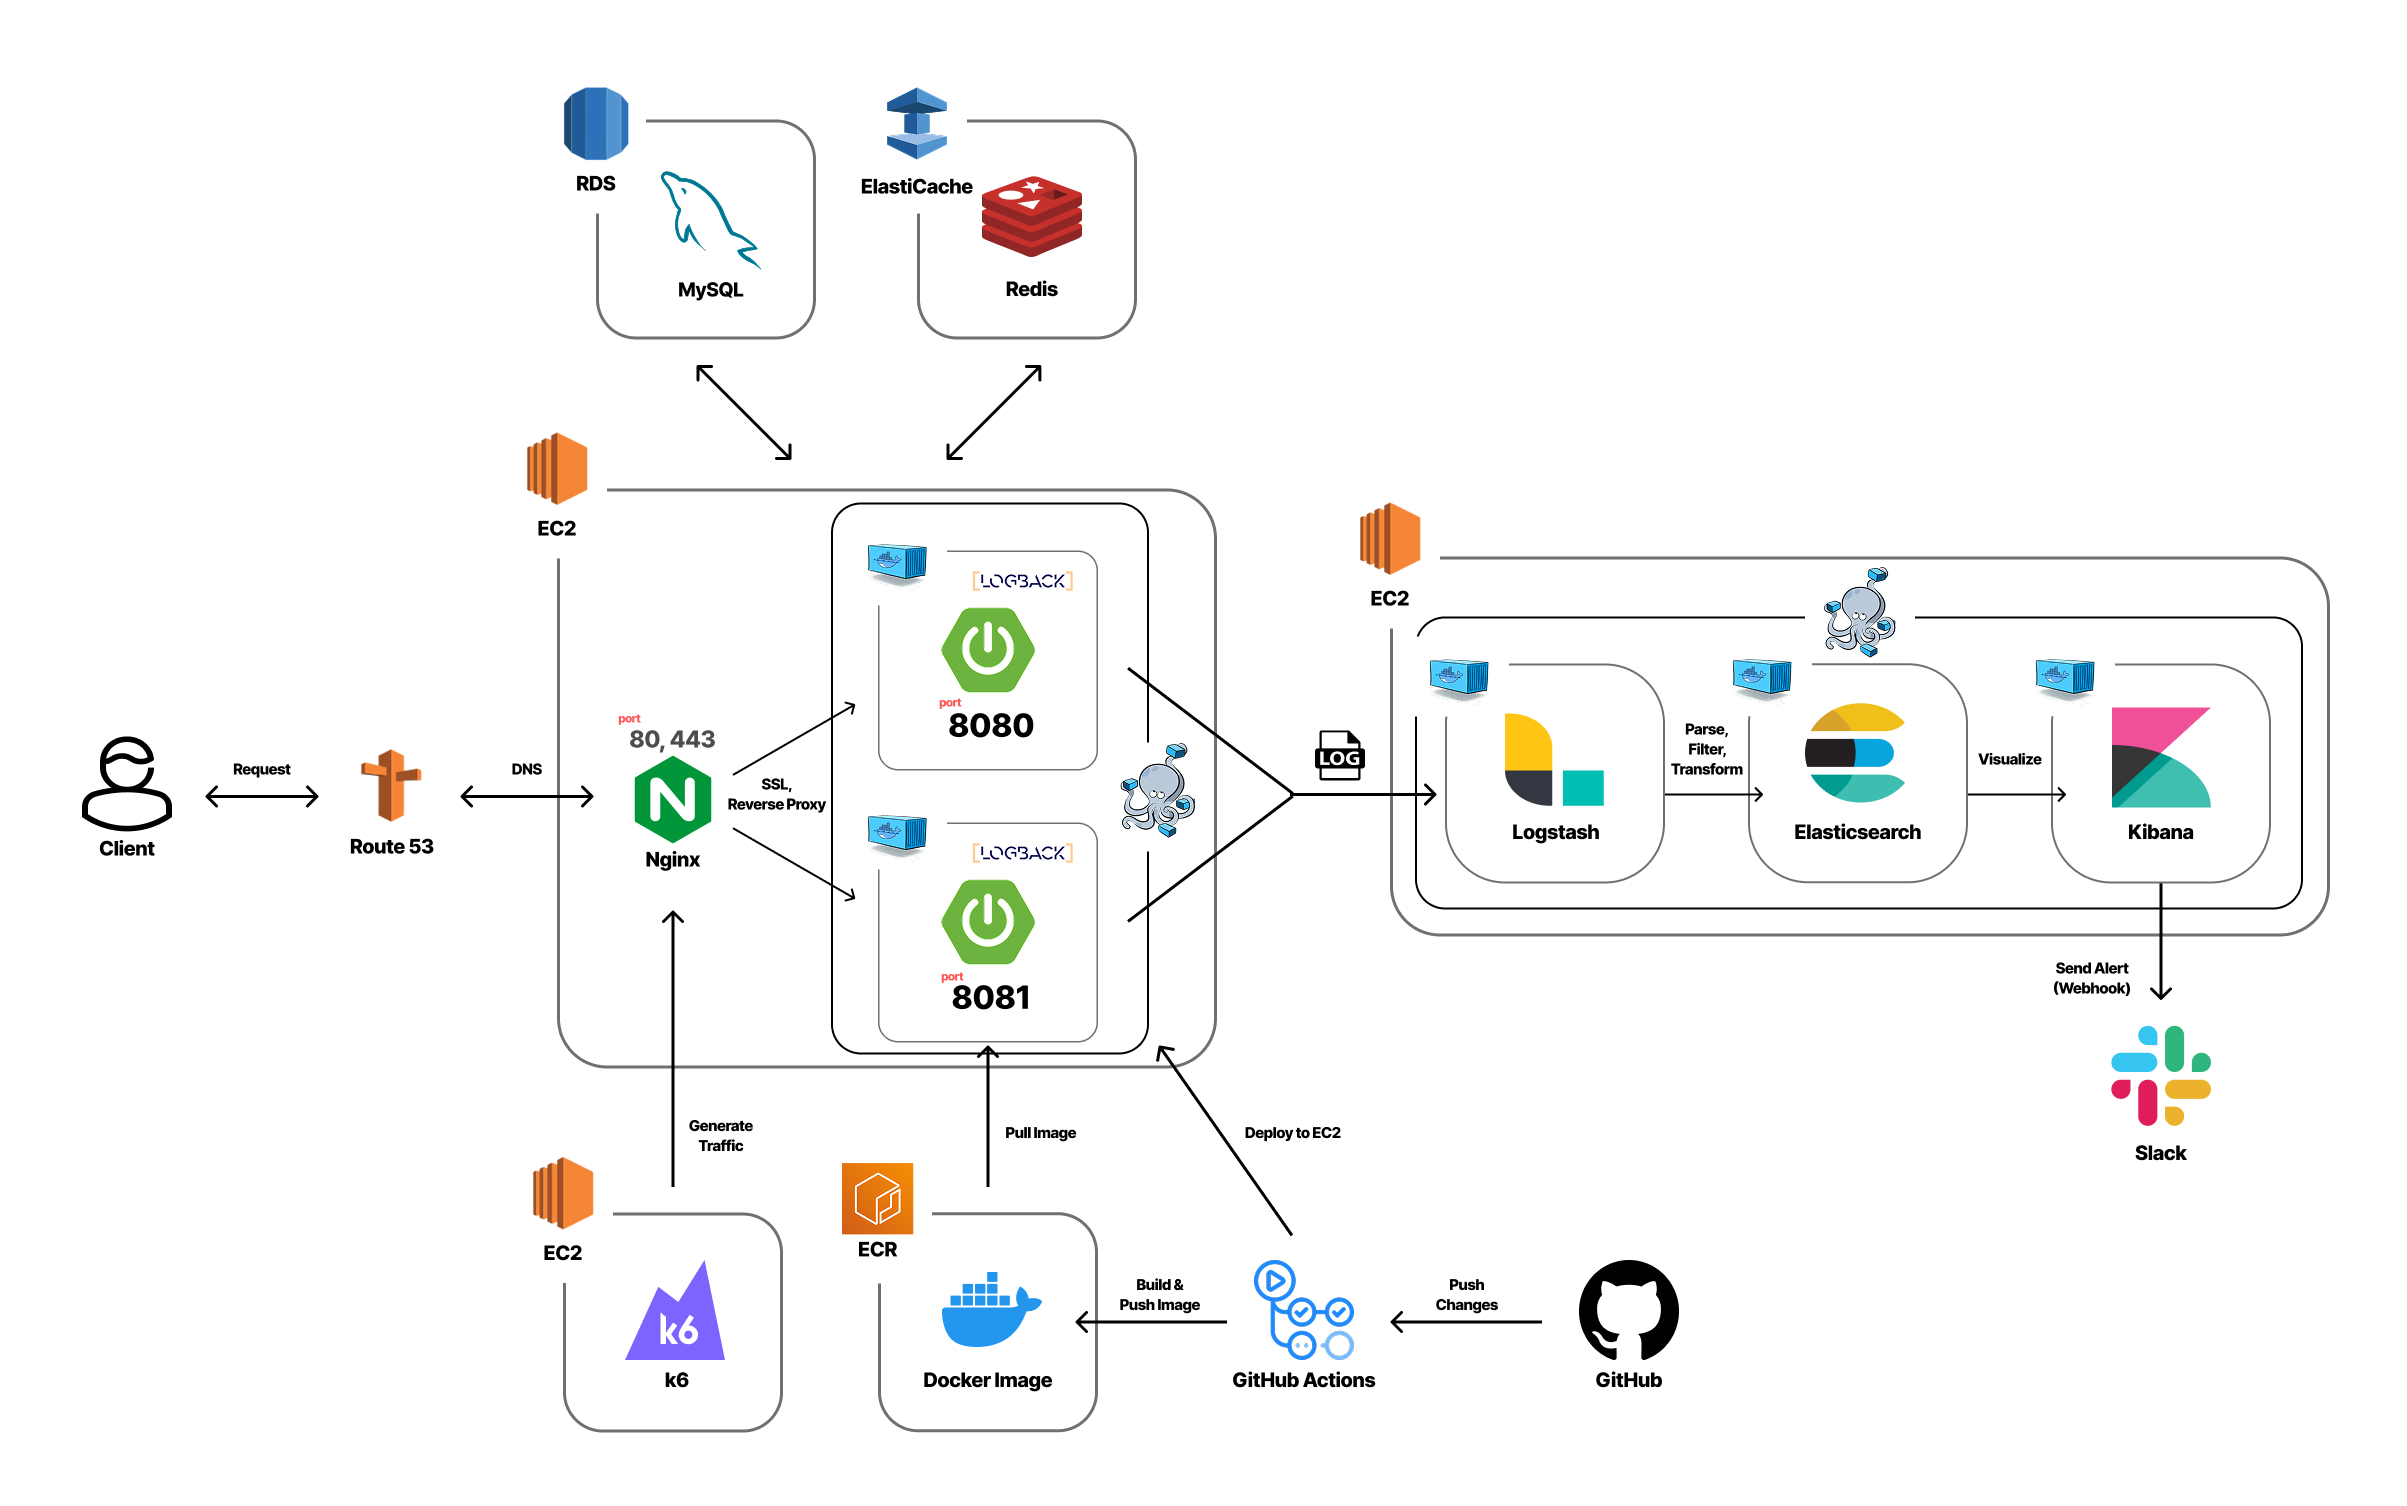 RDS
MySQL
ElastiCache
Redis
EC2
[LOGBACK]
port
8080
port
80, 443
Nginx
SSL,
Reverse Proxy
[LOGBACK]
port
8081
Client
Request
Route 53
DNS
LOG
EC2
Logstash
Parse,
Filter,
Transform
Elasticsearch
Visualize
Kibana
Send Alert
(Webhook)
Slack
Generate
Traffic
Pull Image
Deploy to EC2
EC2
k6
k6
ECR
Docker Image
Build &
Push Image
GitHub Actions
Push
Changes
GitHub